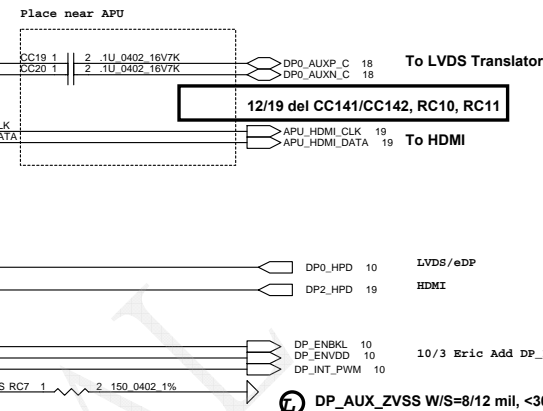 Place near APU
CC19 1 2 .1U_0402_16V7K
CC20 1 2 .1U_0402_16V7K
DP0_AUXP_C 18
DP0_AUXN_C 18
To LVDS Translator
12/19 del CC141/CC142, RC10, RC11
LK
DATA
APU_HDMI_CLK 19
APU_HDMI_DATA 19
To HDMI
DP0_HPD 10
LVDS/eDP
DP2_HPD 19
HDMI
DP_ENBKL 10
DP_ENVDD 10
DP_INT_PWM 10
10/3 Eric Add DP_
S RC7 1 2 150_0402_1%
DP_AUX_ZVSS W/S=8/12 mil, <30